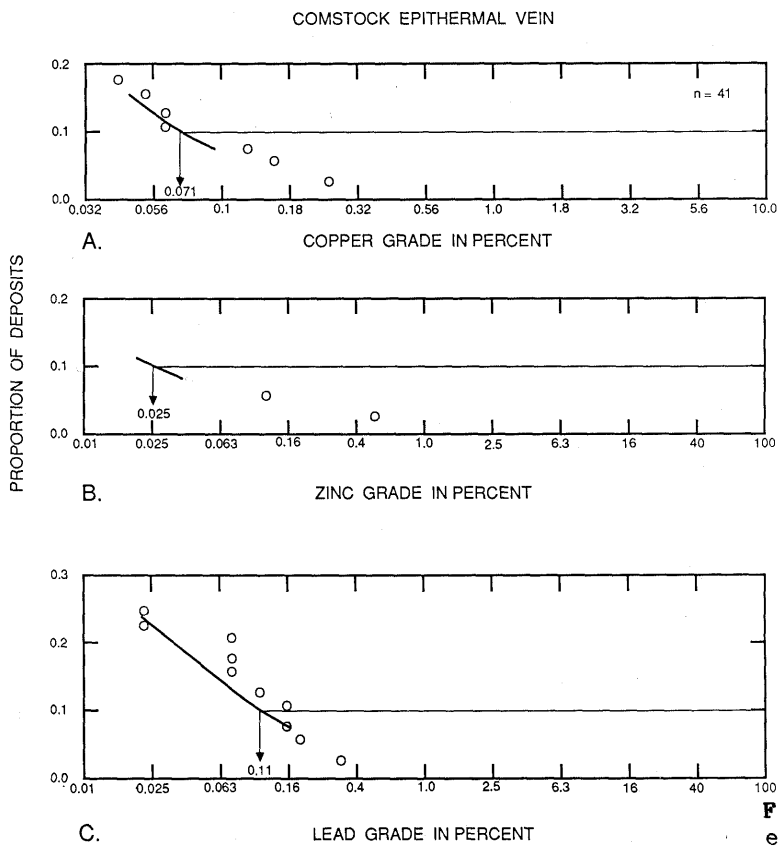 COMSTOCK EPITHERMAL VEIN
PROPORTION OF DEPOSITS
0.2
0.1
0.0
n = 41
0.071
0.032 0.056 0.1 0.18 0.32 0.56 1.0 1.8 3.2 5.6 10.0
A. COPPER GRADE IN PERCENT
0.2
0.1
0.0
0.025
0.01 0.025 0.063 0.16 0.4 1.0 2.5 6.3 16 40 100
B. ZINC GRADE IN PERCENT
0.3
0.2
0.1
0.0
0.11
0.01 0.025 0.063 0.16 0.4 1.0 2.5 6.3 16 40 100
C. LEAD GRADE IN PERCENT
F
e